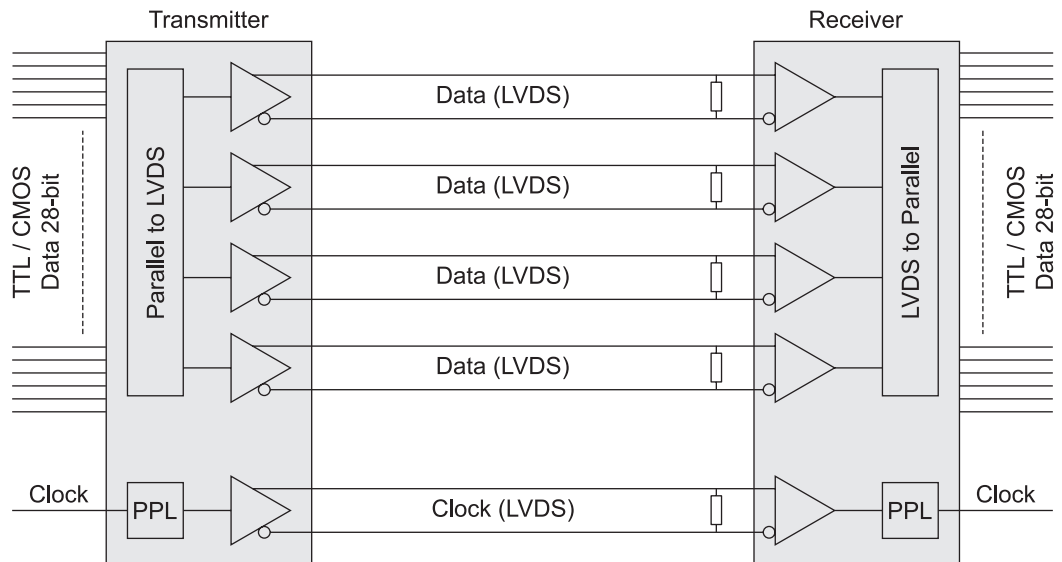 Transmitter
Receiver
TTL / CMOS
Data 28-bit
Parallel to LVDS
Data (LVDS)
Data (LVDS)
Data (LVDS)
Data (LVDS)
LVDS to Parallel
TTL / CMOS
Data 28-bit
Clock
PPL
Clock (LVDS)
PPL
Clock